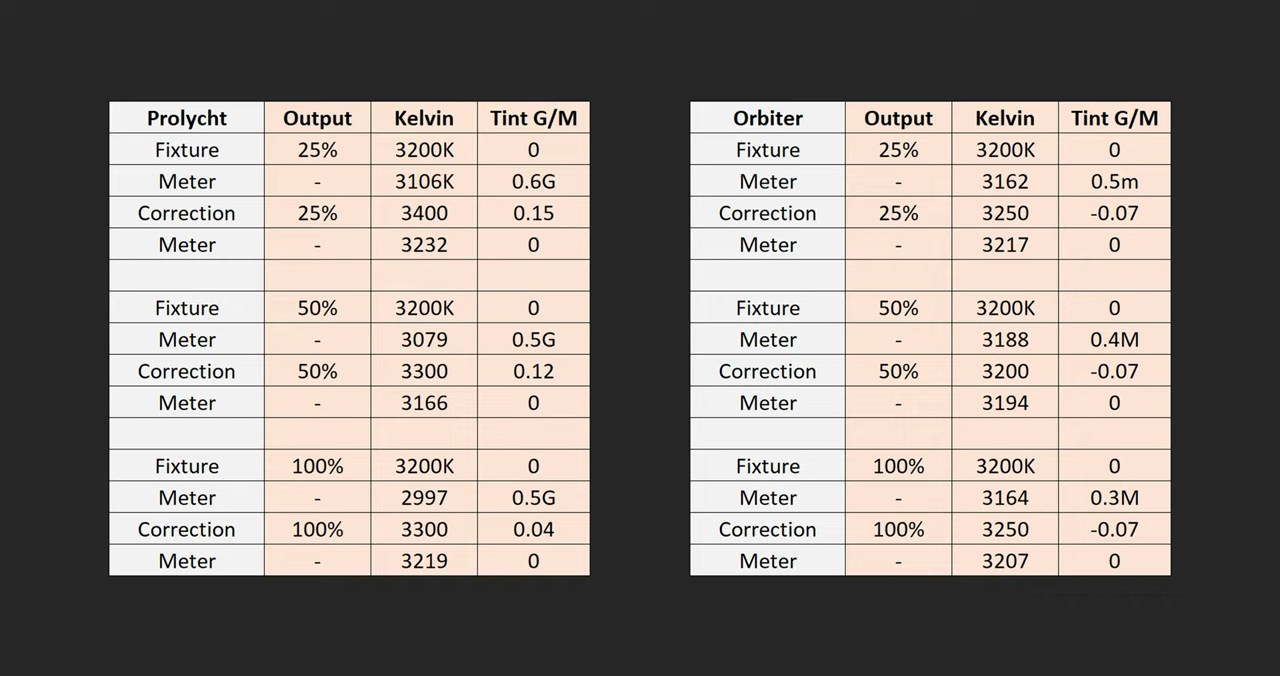 Prolycht Output Kelvin Tint G/M
Fixture 25% 3200K 0
Meter - 3106K 0.6G
Correction 25% 3400 0.15
Meter - 3232 0
Fixture 50% 3200K 0
Meter - 3079 0.5G
Correction 50% 3300 0.12
Meter - 3166 0
Fixture 100% 3200K 0
Meter - 2997 0.5G
Correction 100% 3300 0.04
Meter - 3219 0
Orbiter Output Kelvin Tint G/M
Fixture 25% 3200K 0
Meter - 3162 0.5m
Correction 25% 3250 -0.07
Meter - 3217 0
Fixture 50% 3200K 0
Meter - 3188 0.4M
Correction 50% 3200 -0.07
Meter - 3194 0
Fixture 100% 3200K 0
Meter - 3164 0.3M
Correction 100% 3250 -0.07
Meter - 3207 0